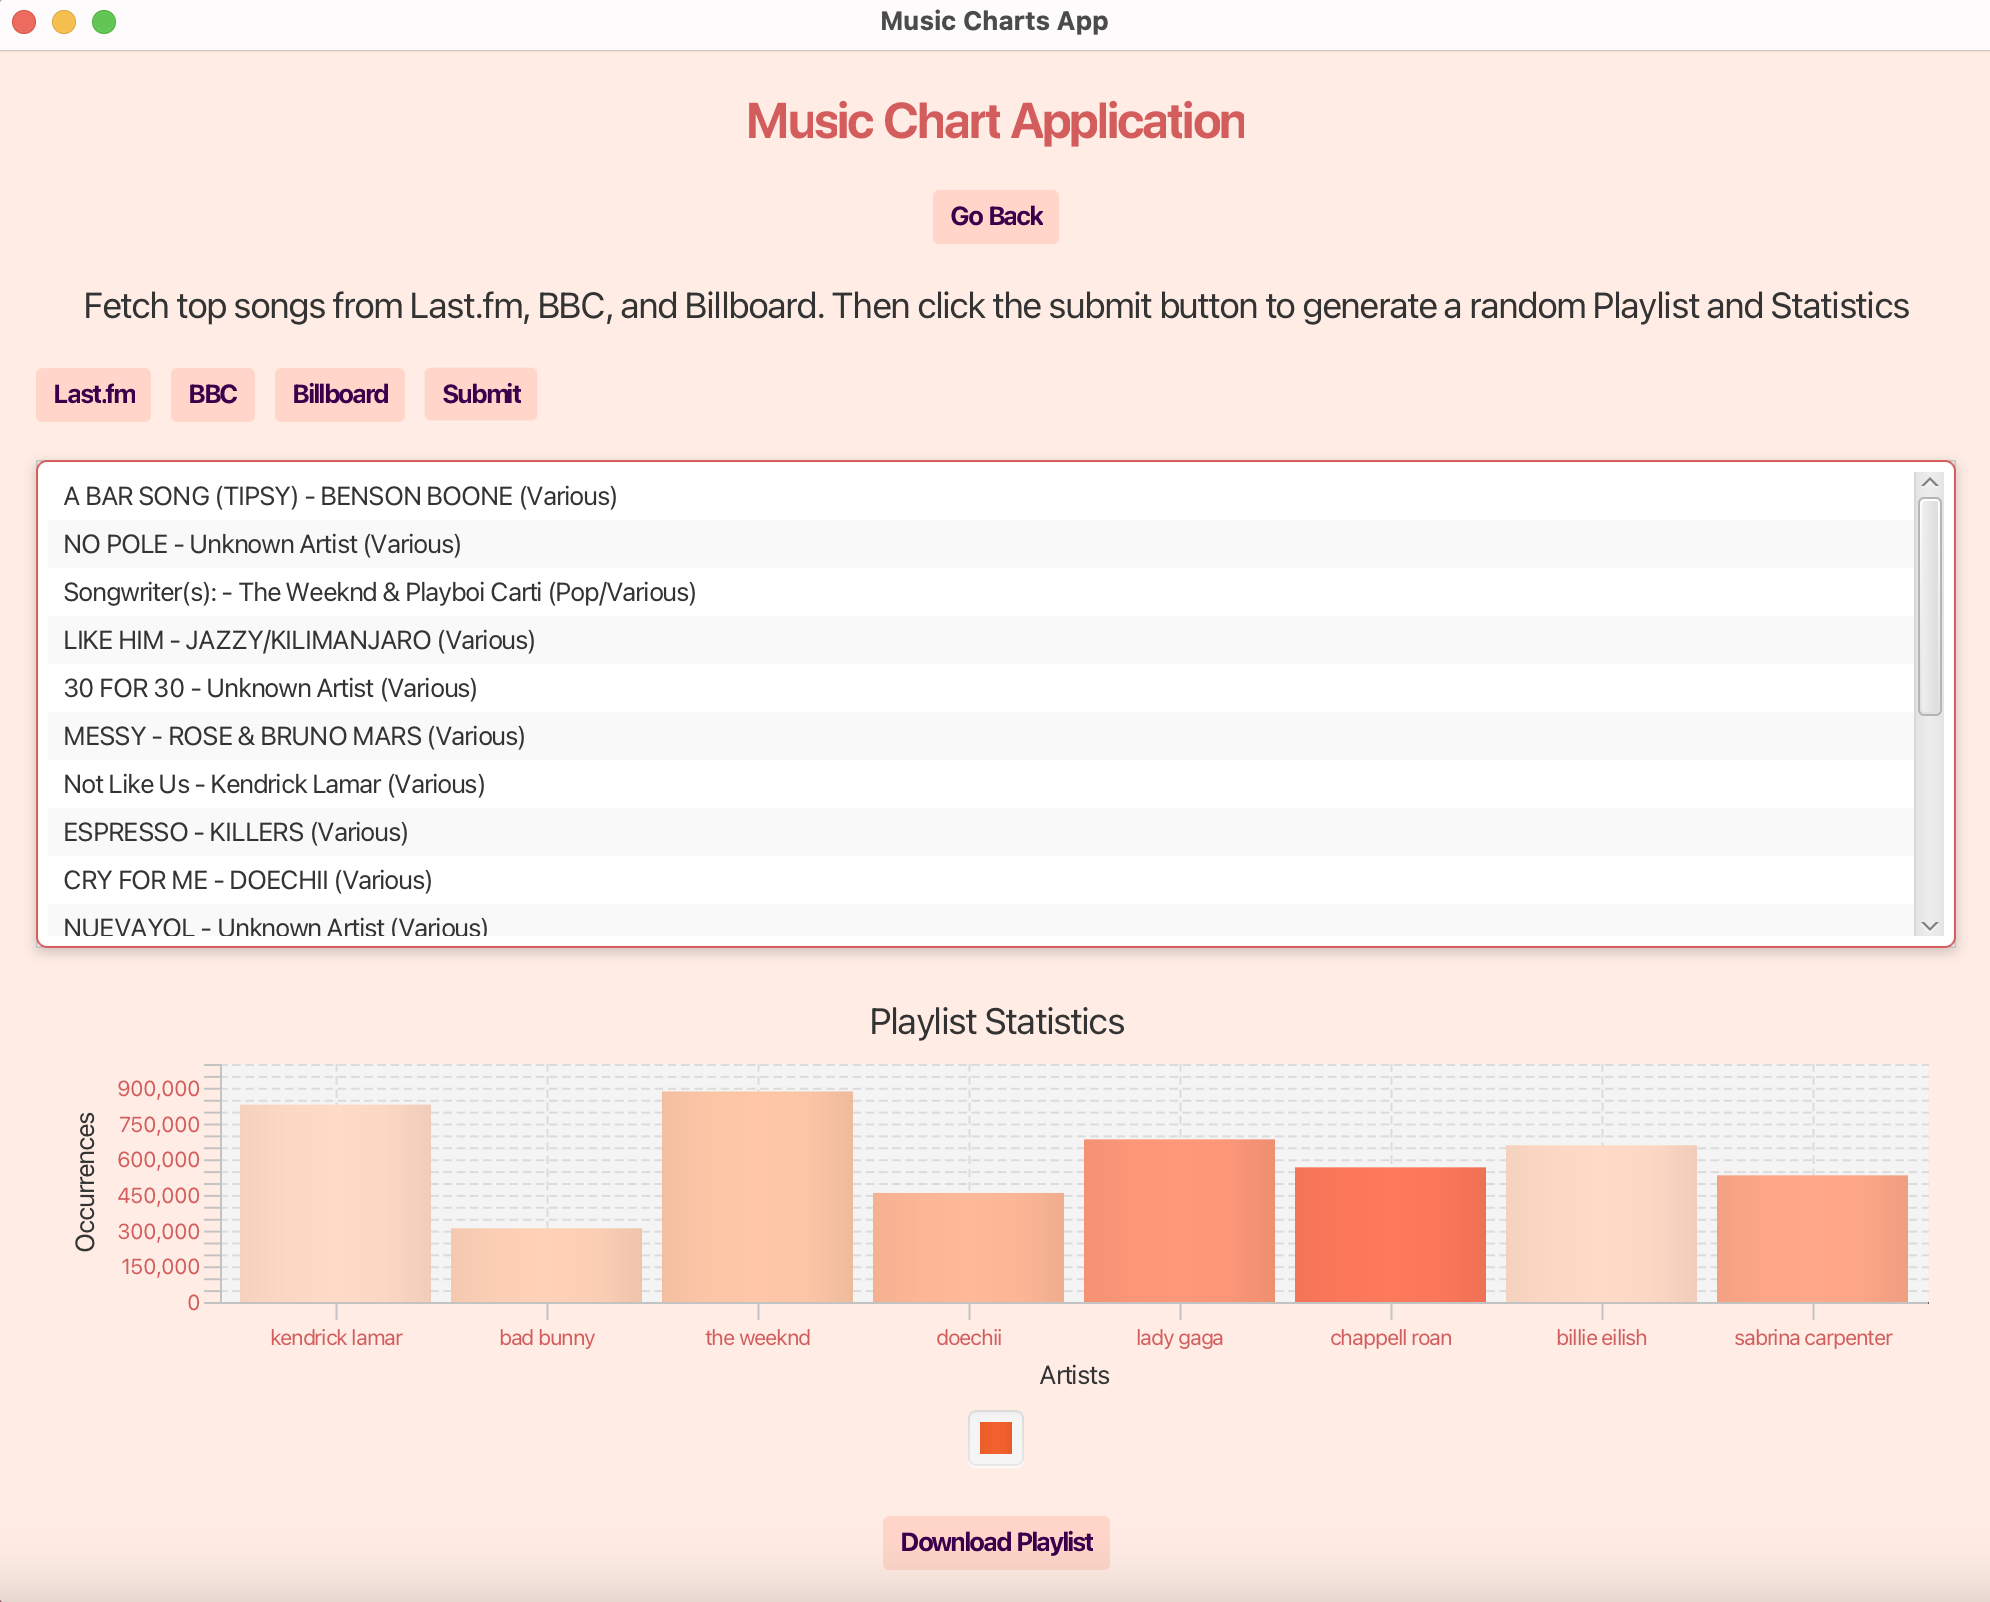 Music Charts App
Music Chart Application
Go Back
Fetch top songs from Last.fm, BBC, and Billboard. Then click the submit button to generate a random Playlist and Statistics
Last.fm BBC Billboard Submit
A BAR SONG (TIPSY) - BENSON BOONE (Various)
NO POLE - Unknown Artist (Various)
Songwriter(s): - The Weeknd & Playboi Carti (Pop/Various)
LIKE HIM - JAZZY/KILIMANJARO (Various)
30 FOR 30 - Unknown Artist (Various)
MESSY - ROSE & BRUNO MARS (Various)
Not Like Us - Kendrick Lamar (Various)
ESPRESSO - KILLERS (Various)
CRY FOR ME - DOECHII (Various)
NUEVAYOL - Unknown Artist (Various)
Playlist Statistics
Occurrences
900,000
750,000
600,000
450,000
300,000
150,000
0
kendrick lamar bad bunny the weeknd doechii lady gaga chappell roan billie eilish sabrina carpenter
Artists
Download Playlist